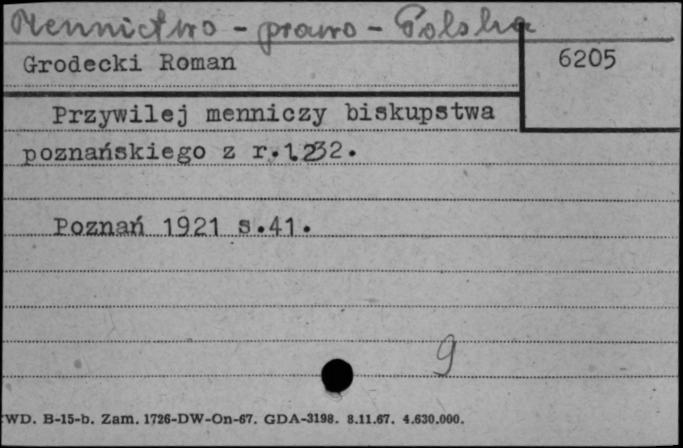 Mennictwo - prawo - Polska
Grodecki Roman
6205
Przywilej menniczy biskupstwa
poznańskiego z r.1232.
Poznań 1921 s.41.
9
WD. B-15-b. Zam. 1726-DW-On-67. GDA-3198. 8.11.67. 4.630.000.